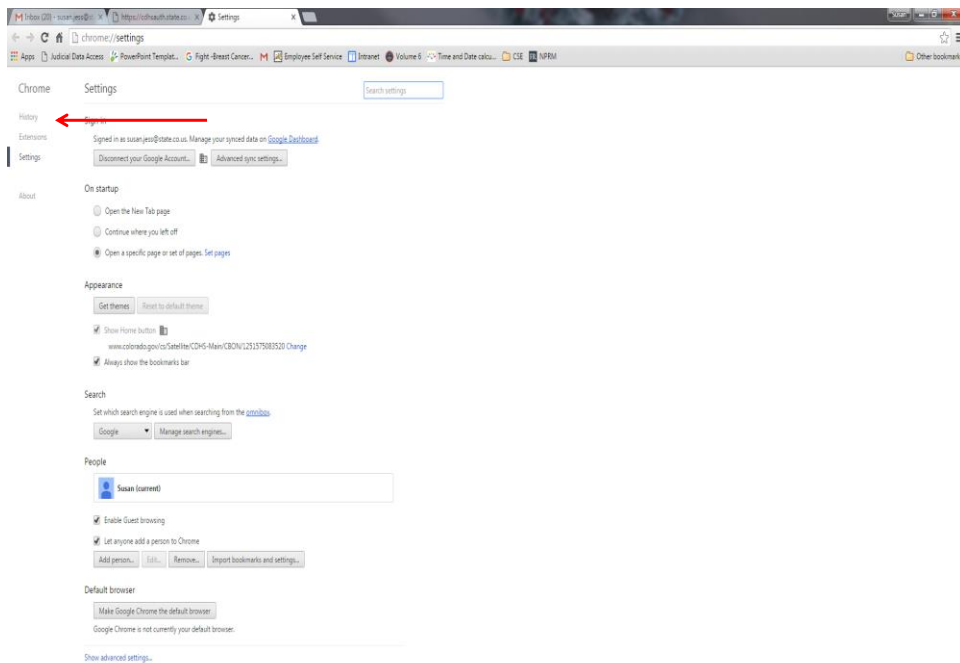 Inbox (20) - susan.jess@st
https://cdhsauth.state.co
Settings
Susan
chrome://settings
Apps Judicial Data Access PowerPoint Templat... Fight -Breast Cancer... Employee Self Service Intranet Volume 6 Time and Date calcu... CSE NPRM Other bookmark
Chrome
Settings
Search settings
History
Extensions
Settings
About
Sign in
Signed in as susan.jess@state.co.us. Manage your synced data on Google Dashboard.
Disconnect your Google Account... Advanced sync settings...
On startup
Open the New Tab page
Continue where you left off
Open a specific page or set of pages. Set pages
Appearance
Get themes Reset to default theme
Show Home button
www.colorado.gov/cs/Satellite/CDHS-Main/CBON/1251575083520 Change
Always show the bookmarks bar
Search
Set which search engine is used when searching from the omnibox.
Google Manage search engines...
People
Susan (current)
Enable Guest browsing
Let anyone add a person to Chrome
Add person... Edit... Remove... Import bookmarks and settings...
Default browser
Make Google Chrome the default browser
Google Chrome is not currently your default browser.
Show advanced settings...